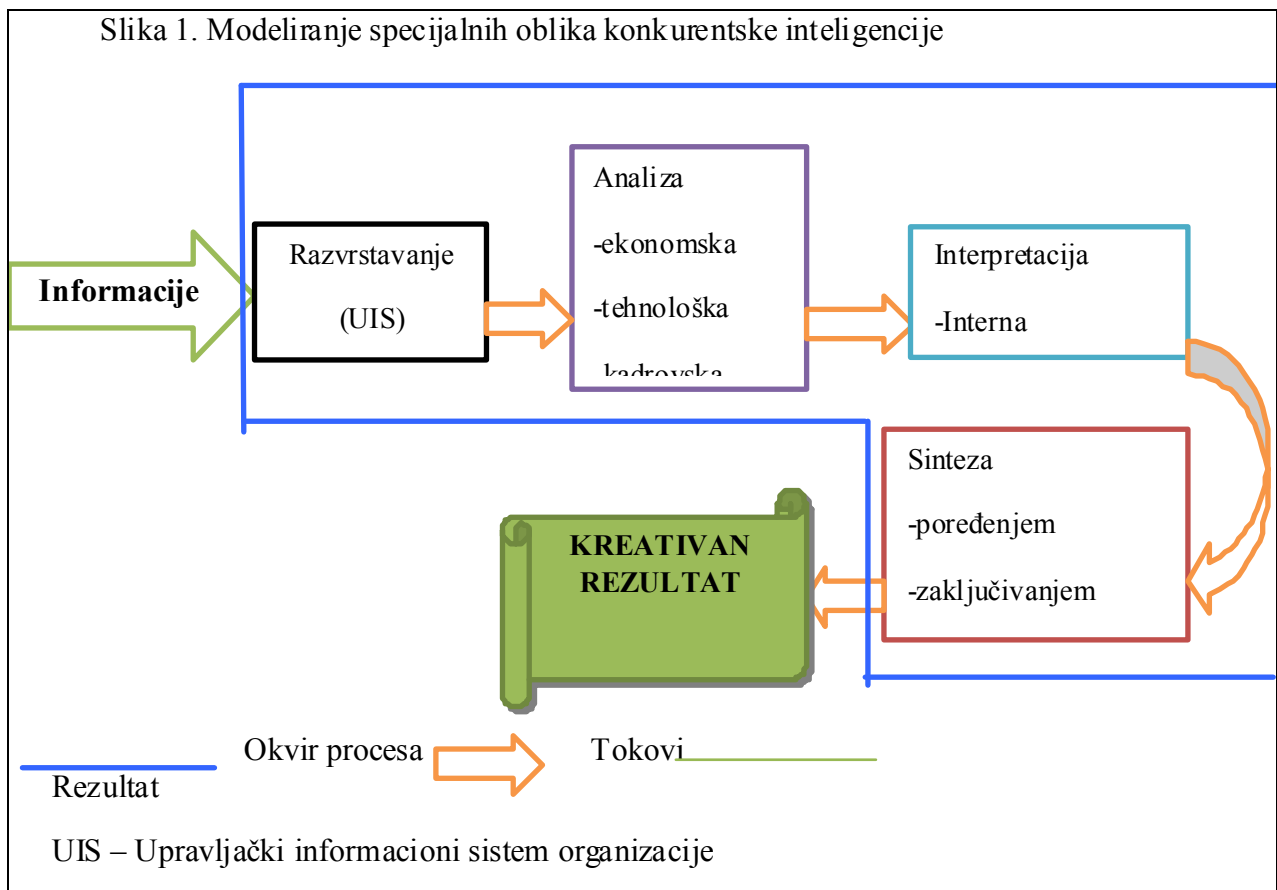 Slika 1. Modeliranje specijalnih oblika konkurentske inteligencije
Informacije
Razvrstavanje
(UIS)
Analiza
-ekonomska
-tehnološka
-kadrovska
Interpretacija
-Interna
Sinteza
-poređenjem
-zaključivanjem
KREATIVAN
REZULTAT
Okvir procesa
Tokovi
Rezultat
UIS – Upravljački informacioni sistem organizacije